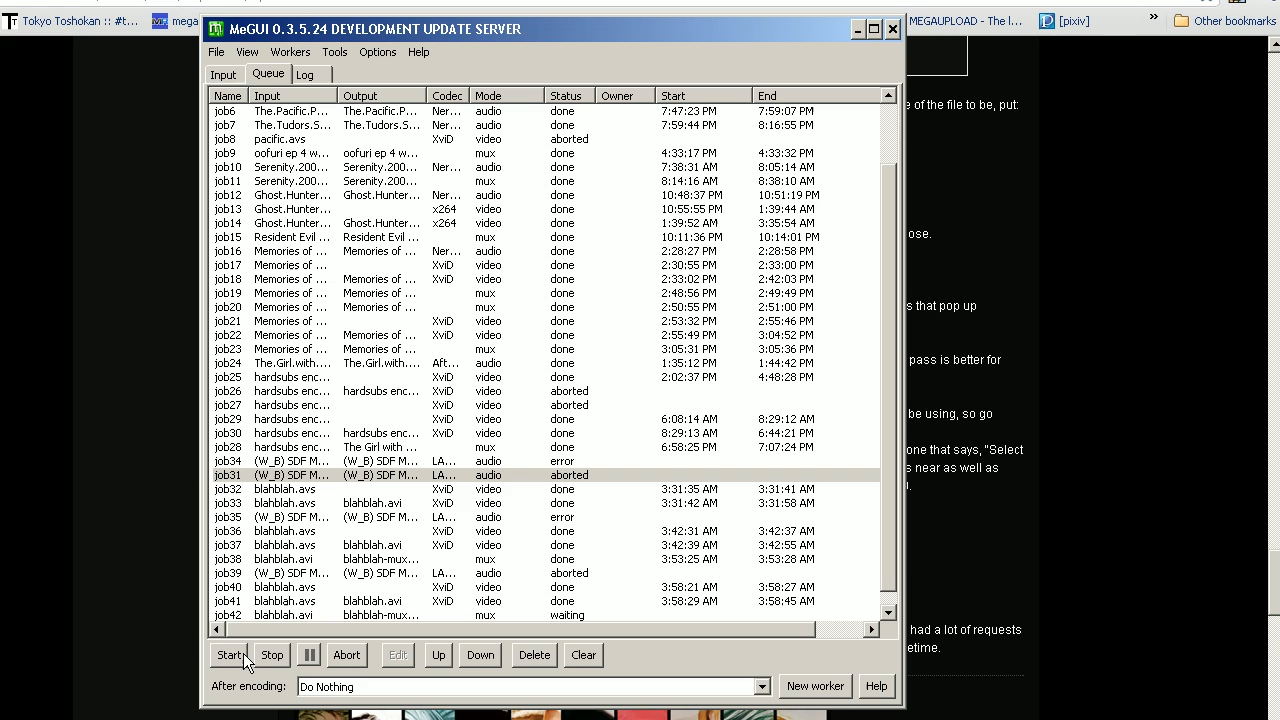 Tokyo Toshokan :: #t...
mega
MEGAUPLOAD - The I...
[pixiv]
»
Other bookmarks
MeGUI 0.3.5.24 DEVELOPMENT UPDATE SERVER
File View Workers Tools Options Help
Input Queue Log
Name Input Output Codec Mode Status Owner Start End
job6 The.Pacific.P... The.Pacific.P... Ner... audio done 7:47:23 PM 7:59:07 PM
job7 The.Tudors.S... The.Tudors.S... Ner... audio done 7:59:44 PM 8:16:55 PM
job8 pacific.avs XviD video aborted
job9 oofuri ep 4 w... oofuri ep 4 w... mux done 4:33:17 PM 4:33:32 PM
job10 Serenity.200... Serenity.200... Ner... audio done 7:38:31 AM 8:05:14 AM
job11 Serenity.200... Serenity.200... mux done 8:14:16 AM 8:38:10 AM
job12 Ghost.Hunter... Ghost.Hunter... Ner... audio done 10:48:37 PM 10:51:19 PM
job13 Ghost.Hunter... x264 video done 10:55:55 PM 1:39:44 AM
job14 Ghost.Hunter... Ghost.Hunter... x264 video done 1:39:52 AM 3:35:54 AM
job15 Resident Evil ... Resident Evil ... mux done 10:11:36 PM 10:14:01 PM
job16 Memories of ... Memories of ... Ner... audio done 2:28:27 PM 2:28:58 PM
job17 Memories of ... XviD video done 2:30:55 PM 2:33:00 PM
job18 Memories of ... Memories of ... XviD video done 2:33:02 PM 2:42:03 PM
job19 Memories of ... Memories of ... mux done 2:48:56 PM 2:49:49 PM
job20 Memories of ... Memories of ... mux done 2:50:55 PM 2:51:00 PM
job21 Memories of ... XviD video done 2:53:32 PM 2:55:46 PM
job22 Memories of ... Memories of ... XviD video done 2:55:49 PM 3:04:52 PM
job23 Memories of ... Memories of ... mux done 3:05:31 PM 3:05:36 PM
job24 The.Girl.with... The.Girl.with... Aft... audio done 1:35:12 PM 1:44:42 PM
job25 hardsubs enc... XviD video done 2:02:37 PM 4:48:28 PM
job26 hardsubs enc... hardsubs enc... XviD video aborted
job27 hardsubs enc... XviD video aborted
job29 hardsubs enc... XviD video done 6:08:14 AM 8:29:12 AM
job30 hardsubs enc... hardsubs enc... XviD video done 8:29:13 AM 6:44:21 PM
job28 hardsubs enc... The Girl with ... mux done 6:58:25 PM 7:07:24 PM
job34 (W_B) SDF M... (W_B) SDF M... LA... audio error
job31 (W_B) SDF M... (W_B) SDF M... LA... audio aborted
job32 blahblah.avs XviD video done 3:31:35 AM 3:31:41 AM
job33 blahblah.avs blahblah.avi XviD video done 3:31:42 AM 3:31:58 AM
job35 (W_B) SDF M... (W_B) SDF M... LA... audio error
job36 blahblah.avs XviD video done 3:42:31 AM 3:42:37 AM
job37 blahblah.avs blahblah.avi XviD video done 3:42:39 AM 3:42:55 AM
job38 blahblah.avi blahblah-mux... mux done 3:53:25 AM 3:53:28 AM
job39 (W_B) SDF M... (W_B) SDF M... LA... audio aborted
job40 blahblah.avs XviD video done 3:58:21 AM 3:58:27 AM
job41 blahblah.avs blahblah.avi XviD video done 3:58:29 AM 3:58:45 AM
job42 blahblah.avi blahblah-mux... mux waiting
Start Stop Abort Edit Up Down Delete Clear
After encoding: Do Nothing New worker Help
e of the file to be, put:
ose.
s that pop up
pass is better for
be using, so go
one that says, "Select
s near as well as
had a lot of requests
etime.